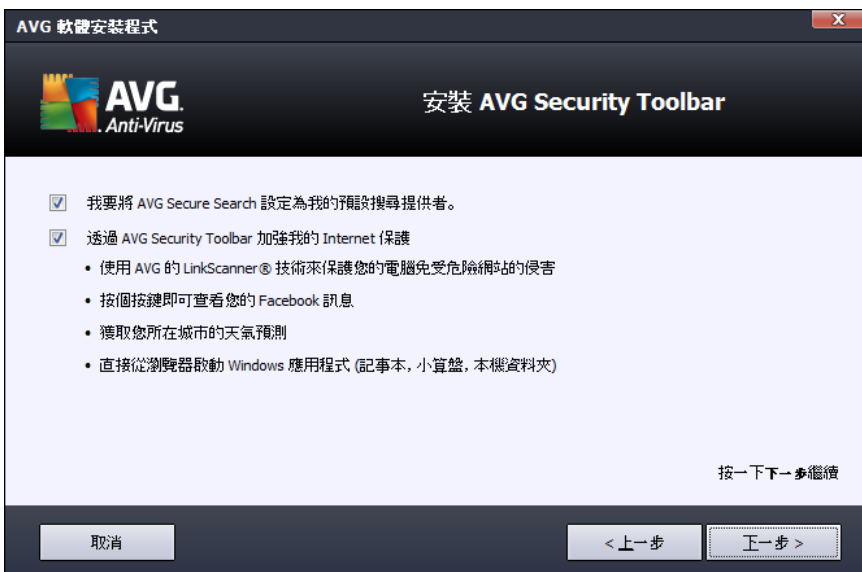 AVG 軟體安裝程式
AVG.
Anti-Virus
安裝 AVG Security Toolbar
我要將 AVG Secure Search 設定為我的預設搜尋提供者。
透過 AVG Security Toolbar 加強我的 Internet 保護
• 使用 AVG 的 LinkScanner® 技術來保護您的電腦免受危險網站的侵害
• 按個按鍵即可查看您的 Facebook 訊息
• 獲取您所在城市的天氣預測
• 直接從瀏覽器啟動 Windows 應用程式 (記事本, 小算盤, 本機資料夾)
按一下下一步繼續
取消
< 上一步
下一步 >